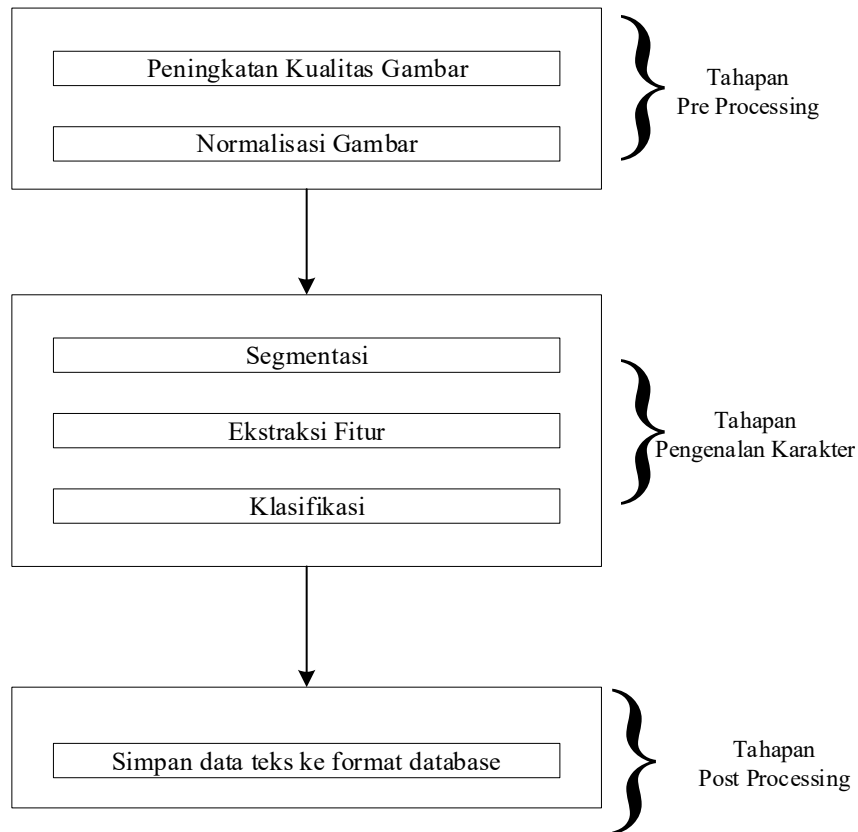 Peningkatan Kualitas Gambar
Normalisasi Gambar
Tahapan
Pre Processing
Segmentasi
Ekstraksi Fitur
Klasifikasi
Tahapan
Pengenalan Karakter
Simpan data teks ke format database
Tahapan
Post Processing